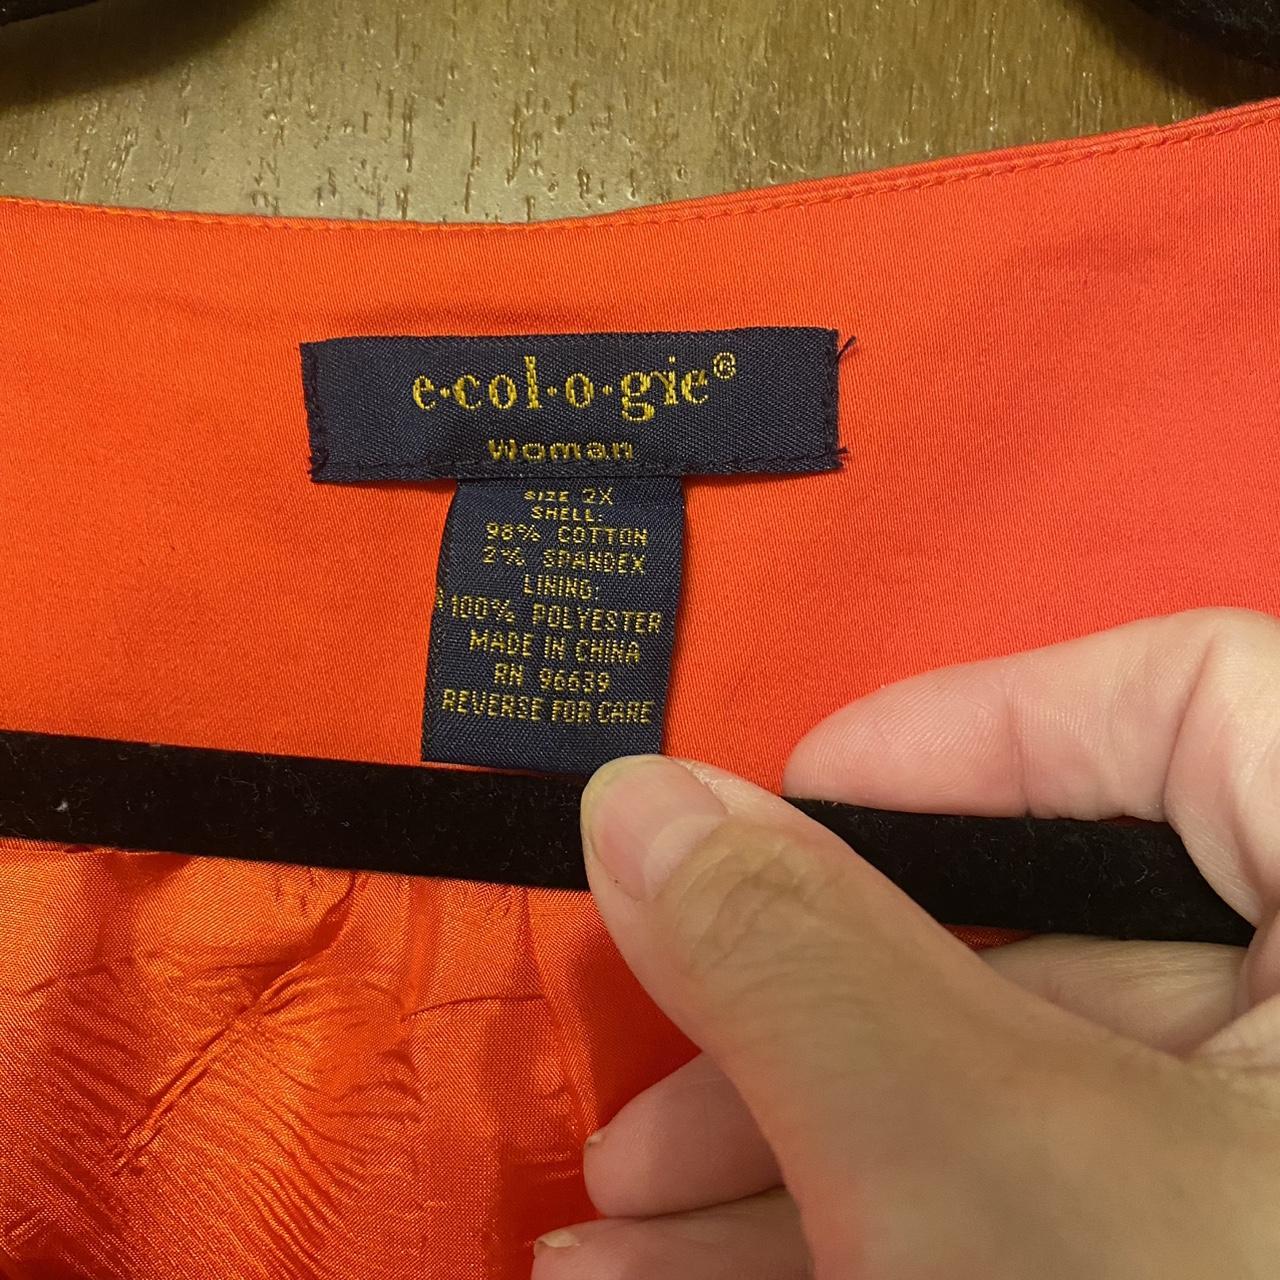 e·col·o·gie®
Woman
SIZE 2X
SHELL:
98% COTTON
2% SPANDEX
LINING:
100% POLYESTER
MADE IN CHINA
RN 96639
REVERSE FOR CARE